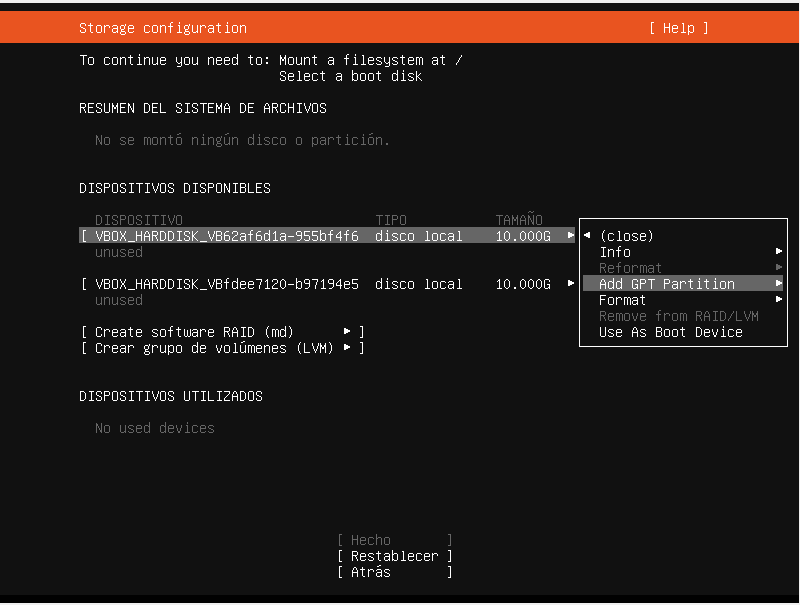 Storage configuration [ Help ]
To continue you need to: Mount a filesystem at /
Select a boot disk
RESUMEN DEL SISTEMA DE ARCHIVOS
No se montó ningún disco o partición.
DISPOSITIVOS DISPONIBLES
DISPOSITIVO TIPO TAMAÑO
[ VBOX_HARDDISK_VB62af6d1a-955bf4f6 disco local 10.000G ▸
unused
[ VBOX_HARDDISK_VBfdee7120-b97194e5 disco local 10.000G ▸
unused
[ Create software RAID (md) ▸ ]
[ Crear grupo de volúmenes (LVM) ▸ ]
◂ (close)
Info ▸
Reformat ▸
Add GPT Partition ▸
Format ▸
Remove from RAID/LVM
Use As Boot Device
DISPOSITIVOS UTILIZADOS
No used devices
[ Hecho ]
[ Restablecer ]
[ Atrás ]